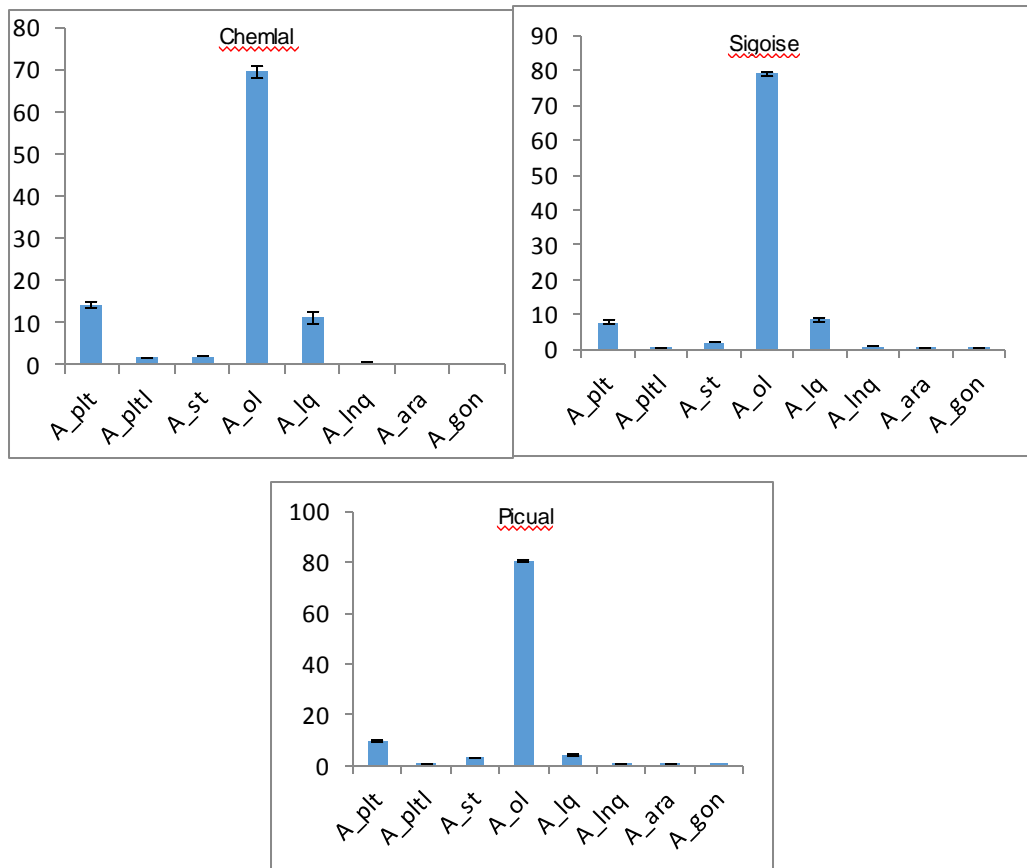 Chemlal
80
70
60
50
40
30
20
10
0
A_plt
A_pltl
A_st
A_ol
A_lq
A_lnq
A_ara
A_gon
Sigoise
90
80
70
60
50
40
30
20
10
0
A_plt
A_pltl
A_st
A_ol
A_lq
A_lnq
A_ara
A_gon
Picual
100
80
60
40
20
0
A_plt
A_pltl
A_st
A_ol
A_lq
A_lnq
A_ara
A_gon